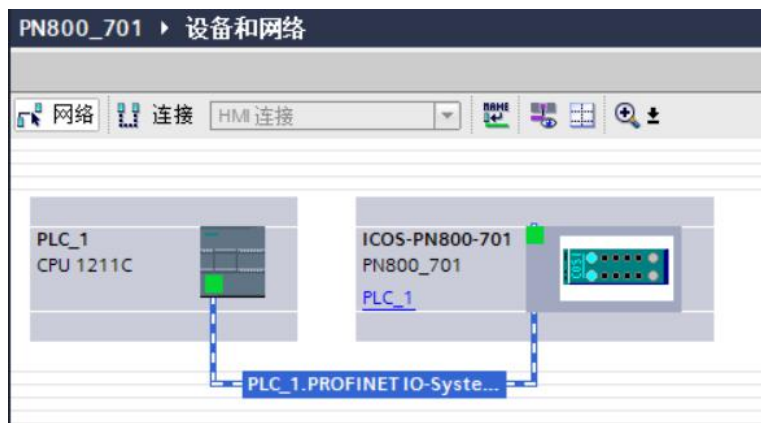 PN800_701 ▸ 设备和网络
网络 连接 HMI 连接
PLC_1
CPU 1211C
ICOS-PN800-701
PN800_701
PLC_1
PLC_1.PROFINET IO-Syste...